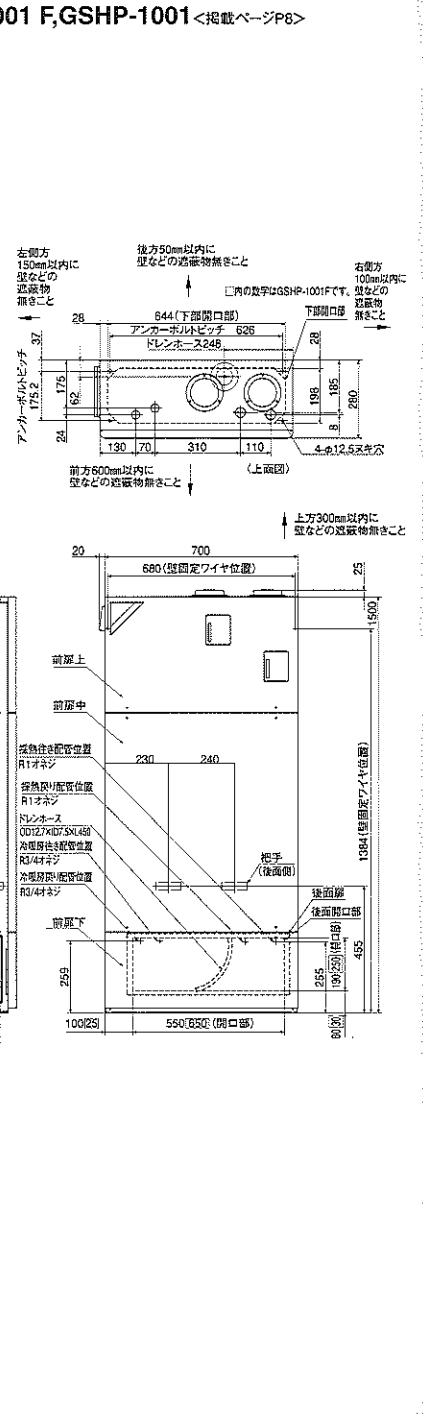 001 F,GSHP-1001<掲載ページP8>
左側方
150mm以内に
壁などの
遮蔽物
無きこと
後方50mm以内に
壁などの遮蔽物無きこと
右側方
100mm以内に
壁などの
遮蔽物
無きこと
□内の数字はGSHP-1001Fです。
下部開口部
28
644(下部開口部)
アンカーボルトピッチ 626
ドレンホース248
28
37
アンカーボルトピッチ
175.2
175
62
24
198
185
8
280
130
70
310
110
4-φ12.5ヌキ穴
(上面図)
前方600mm以内に
壁などの遮蔽物無きこと
上方300mm以内に
壁などの遮蔽物無きこと
20
700
680(壁固定ワイヤ位置)
25
1500
前扉上
前扉中
230
240
採熱往き配管位置
R1オネジ
採熱戻り配管位置
R1オネジ
ドレンホース
OD12.7×ID7.5×L450
冷暖房往き配管位置
R3/4オネジ
冷暖房戻り配管位置
R3/4オネジ
把手
(後面側)
1384(壁固定ワイヤ位置)
後面扉
後面開口部
前扉下
259
255
190[250](開口部)
455
100[25]
550[650](開口部)
60[30]